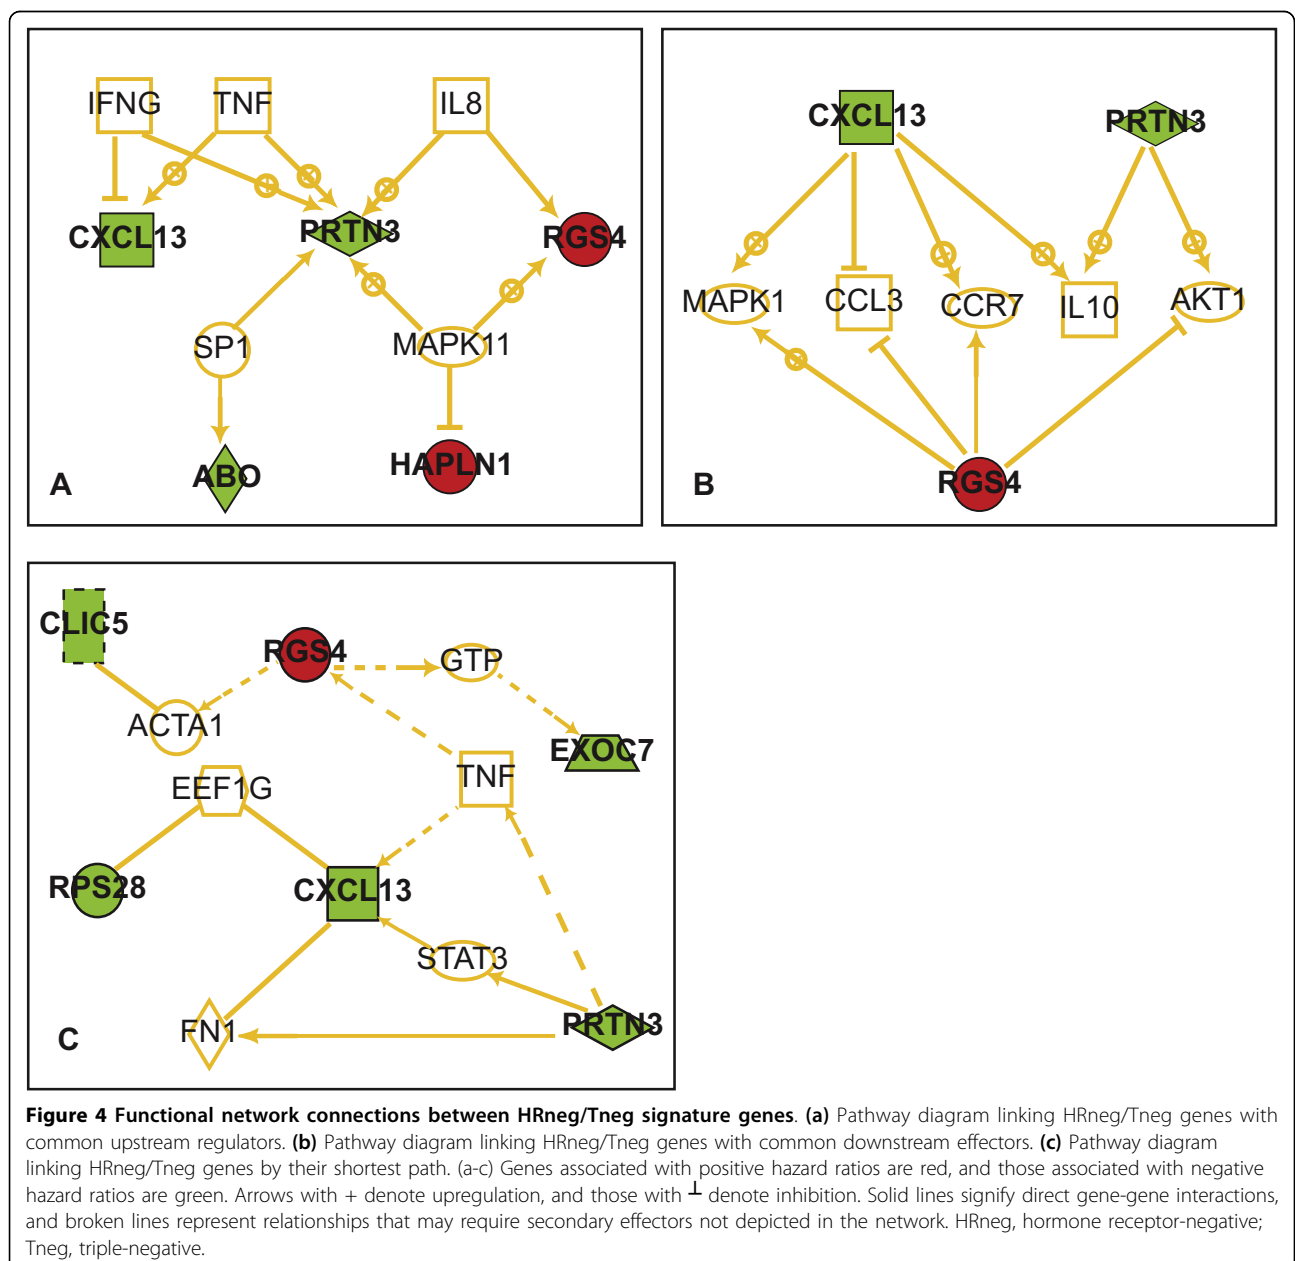 IFNG TNF IL8
CXCL13 PRTN3 RGS4
SP1 MAPK11
ABO HAPLN1
A
CXCL13 PRTN3
MAPK1 CCL3 CCR7 IL10 AKT1
RGS4
B
CLIC5
RGS4 GTP
ACTA1
EXOC7
TNF
EEF1G
RPS28 CXCL13
STAT3
FN1 PRTN3
C
Figure 4 Functional network connections between HRneg/Tneg signature genes. (a) Pathway diagram linking HRneg/Tneg genes with
common upstream regulators. (b) Pathway diagram linking HRneg/Tneg genes with common downstream effectors. (c) Pathway diagram
linking HRneg/Tneg genes by their shortest path. (a-c) Genes associated with positive hazard ratios are red, and those associated with negative
hazard ratios are green. Arrows with + denote upregulation, and those with ┴ denote inhibition. Solid lines signify direct gene-gene interactions,
and broken lines represent relationships that may require secondary effectors not depicted in the network. HRneg, hormone receptor-negative;
Tneg, triple-negative.